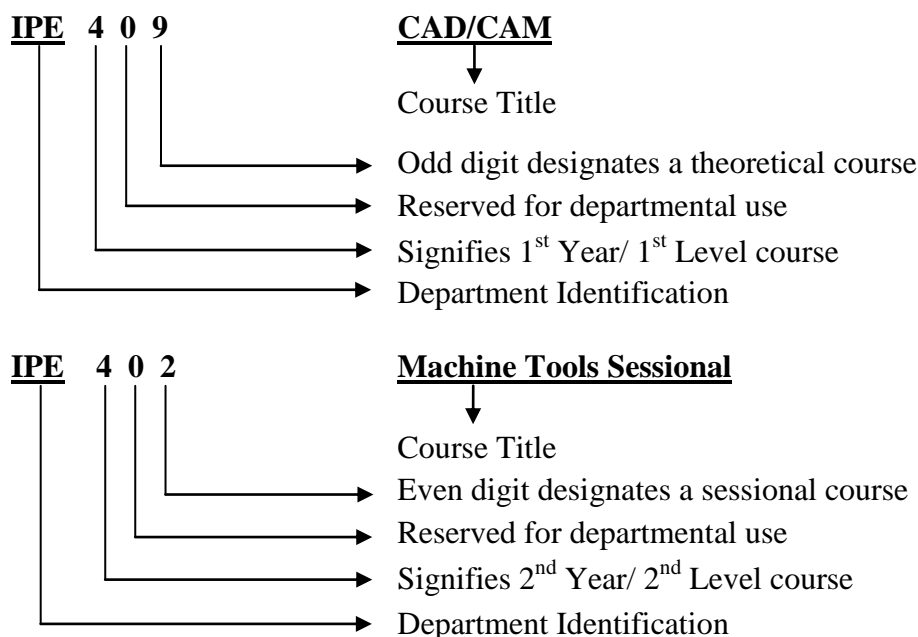 IPE 4 0 9 CAD/CAM
Course Title
Odd digit designates a theoretical course
Reserved for departmental use
Signifies 1st Year/ 1st Level course
Department Identification
IPE 4 0 2 Machine Tools Sessional
Course Title
Even digit designates a sessional course
Reserved for departmental use
Signifies 2nd Year/ 2nd Level course
Department Identification